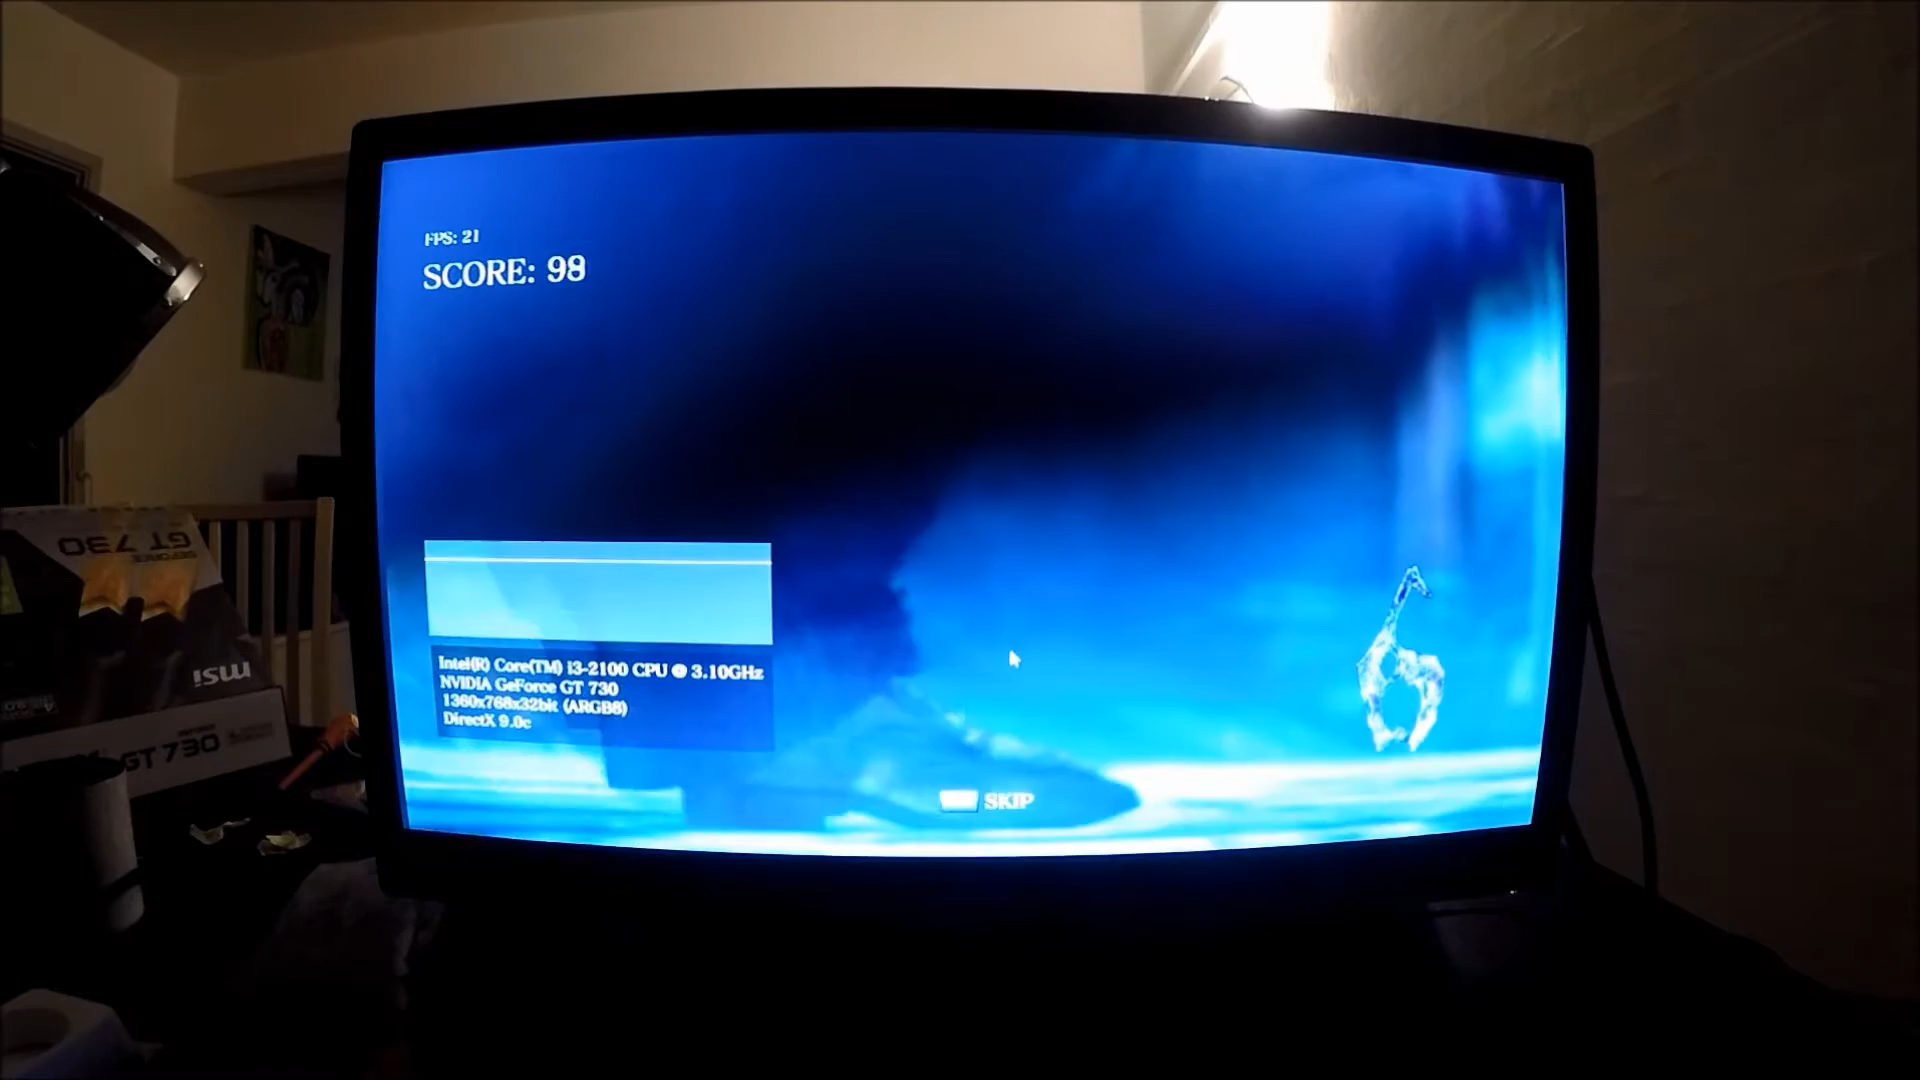 FPS: 21
SCORE: 98
Intel(R) Core(TM) i3-2100 CPU @ 3.10GHz
NVIDIA GeForce GT 730
1360x768x32bit (ARGB8)
DirectX 9.0c
SKIP
GEFORCE
GT 730
msi
GT 730